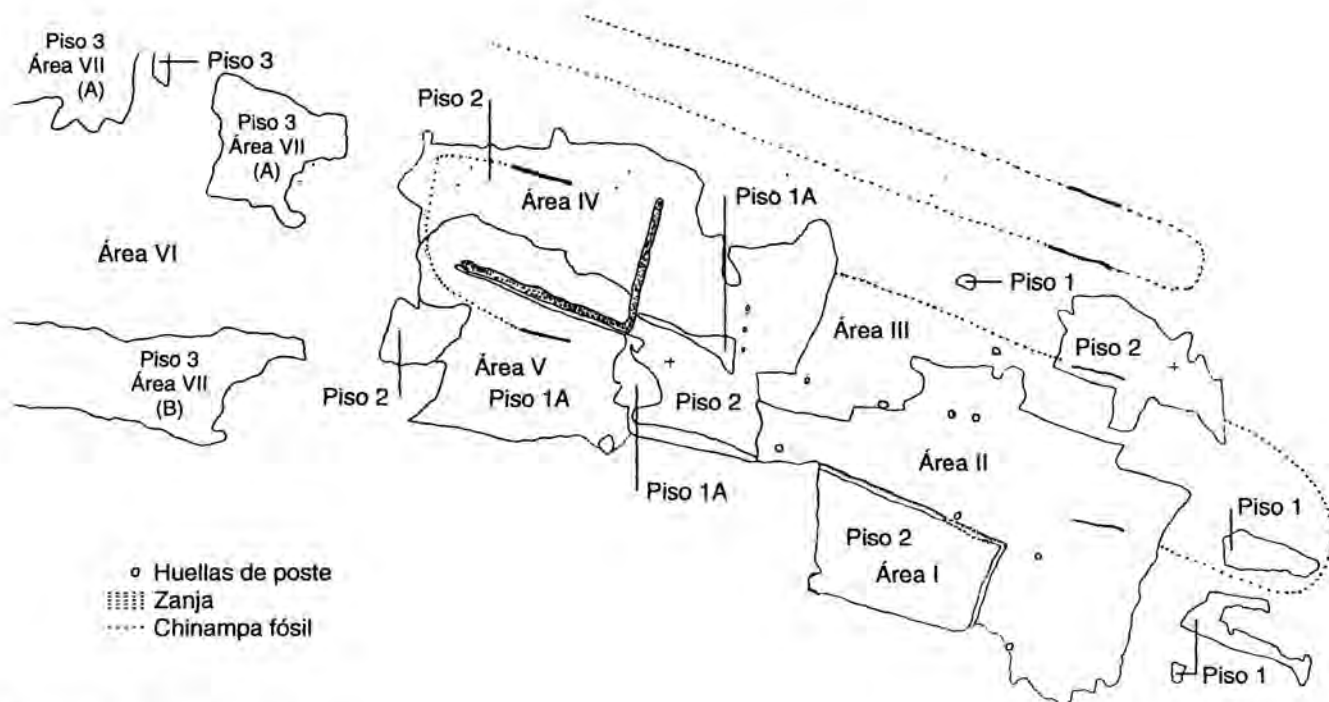 Piso 3
Área VII
(A)
Piso 3
Piso 3
Área VII
(A)
Piso 2
Área IV
Piso 1A
Área VI
Piso 1
Área III
Piso 2
Piso 3
Área VII
(B)
Área V
Piso 1A
Piso 2
Piso 2
Piso 1A
Área II
Piso 1
Piso 2
Área I
Piso 1
Huellas de poste
Zanja
Chinampa fósil